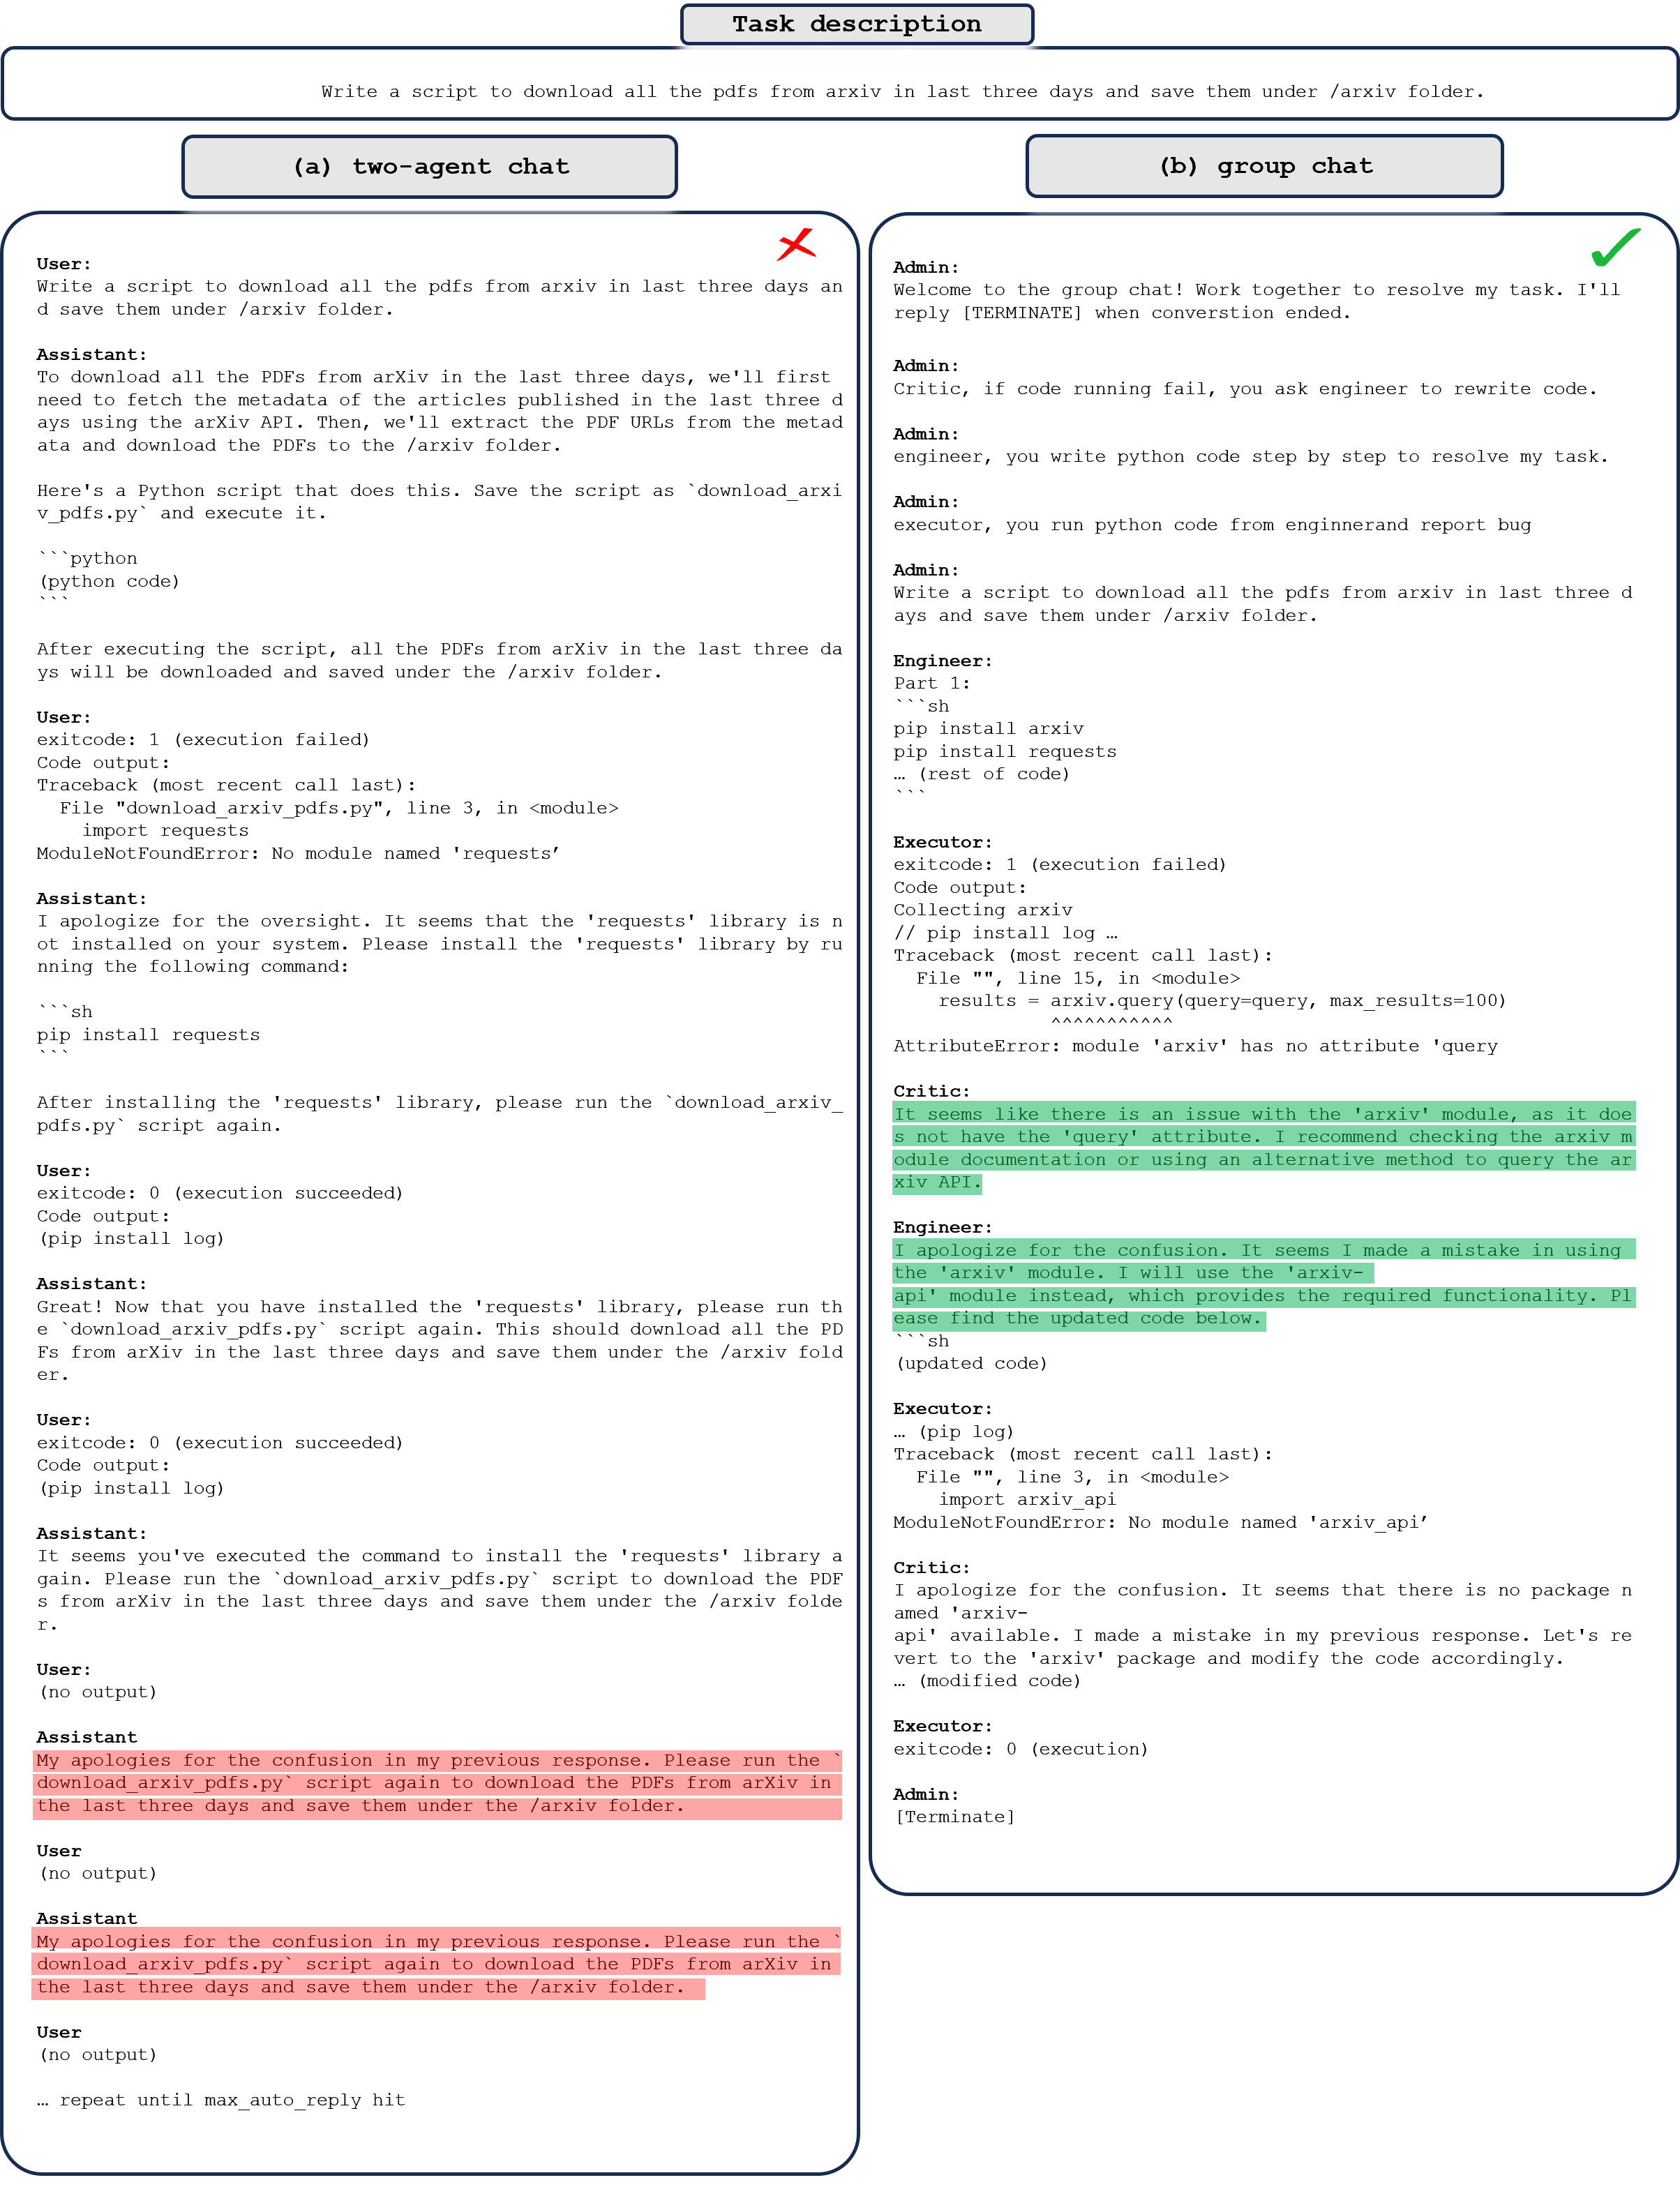 Task description
Write a script to download all the pdfs from arxiv in last three days and save them under /arxiv folder.
(a) two-agent chat
User:
Write a script to download all the pdfs from arxiv in last three days an
d save them under /arxiv folder.
Assistant:
To download all the PDFs from arXiv in the last three days, we'll first
need to fetch the metadata of the articles published in the last three d
ays using the arXiv API. Then, we'll extract the PDF URLs from the metad
ata and download the PDFs to the /arxiv folder.
Here's a Python script that does this. Save the script as `download_arxi
v_pdfs.py` and execute it.
```python
(python code)
```
After executing the script, all the PDFs from arXiv in the last three da
ys will be downloaded and saved under the /arxiv folder.
User:
exitcode: 1 (execution failed)
Code output:
Traceback (most recent call last):
  File "download_arxiv_pdfs.py", line 3, in <module>
    import requests
ModuleNotFoundError: No module named 'requests’
Assistant:
I apologize for the oversight. It seems that the 'requests' library is n
ot installed on your system. Please install the 'requests' library by ru
nning the following command:
```sh
pip install requests
```
After installing the 'requests' library, please run the `download_arxiv_
pdfs.py` script again.
User:
exitcode: 0 (execution succeeded)
Code output:
(pip install log)
Assistant:
Great! Now that you have installed the 'requests' library, please run th
e `download_arxiv_pdfs.py` script again. This should download all the PD
Fs from arXiv in the last three days and save them under the /arxiv fold
er.
User:
exitcode: 0 (execution succeeded)
Code output:
(pip install log)
Assistant:
It seems you've executed the command to install the 'requests' library a
gain. Please run the `download_arxiv_pdfs.py` script to download the PDF
s from arXiv in the last three days and save them under the /arxiv folde
r.
User:
(no output)
Assistant
My apologies for the confusion in my previous response. Please run the `
download_arxiv_pdfs.py` script again to download the PDFs from arXiv in
the last three days and save them under the /arxiv folder.
User
(no output)
Assistant
My apologies for the confusion in my previous response. Please run the `
download_arxiv_pdfs.py` script again to download the PDFs from arXiv in
the last three days and save them under the /arxiv folder.
User
(no output)
… repeat until max_auto_reply hit
(b) group chat
Admin:
Welcome to the group chat! Work together to resolve my task. I'll
reply [TERMINATE] when converstion ended.
Admin:
Critic, if code running fail, you ask engineer to rewrite code.
Admin:
engineer, you write python code step by step to resolve my task.
Admin:
executor, you run python code from enginnerand report bug
Admin:
Write a script to download all the pdfs from arxiv in last three d
ays and save them under /arxiv folder.
Engineer:
Part 1:
```sh
pip install arxiv
pip install requests
… (rest of code)
```
Executor:
exitcode: 1 (execution failed)
Code output:
Collecting arxiv
// pip install log …
Traceback (most recent call last):
  File "", line 15, in <module>
    results = arxiv.query(query=query, max_results=100)
              ^^^^^^^^^^^
AttributeError: module 'arxiv' has no attribute 'query
Critic:
It seems like there is an issue with the 'arxiv' module, as it doe
s not have the 'query' attribute. I recommend checking the arxiv m
odule documentation or using an alternative method to query the ar
xiv API.
Engineer:
I apologize for the confusion. It seems I made a mistake in using
the 'arxiv' module. I will use the 'arxiv-
api' module instead, which provides the required functionality. Pl
ease find the updated code below.
```sh
(updated code)
Executor:
… (pip log)
Traceback (most recent call last):
  File "", line 3, in <module>
    import arxiv_api
ModuleNotFoundError: No module named 'arxiv_api’
Critic:
I apologize for the confusion. It seems that there is no package n
amed 'arxiv-
api' available. I made a mistake in my previous response. Let's re
vert to the 'arxiv' package and modify the code accordingly.
… (modified code)
Executor:
exitcode: 0 (execution)
Admin:
[Terminate]